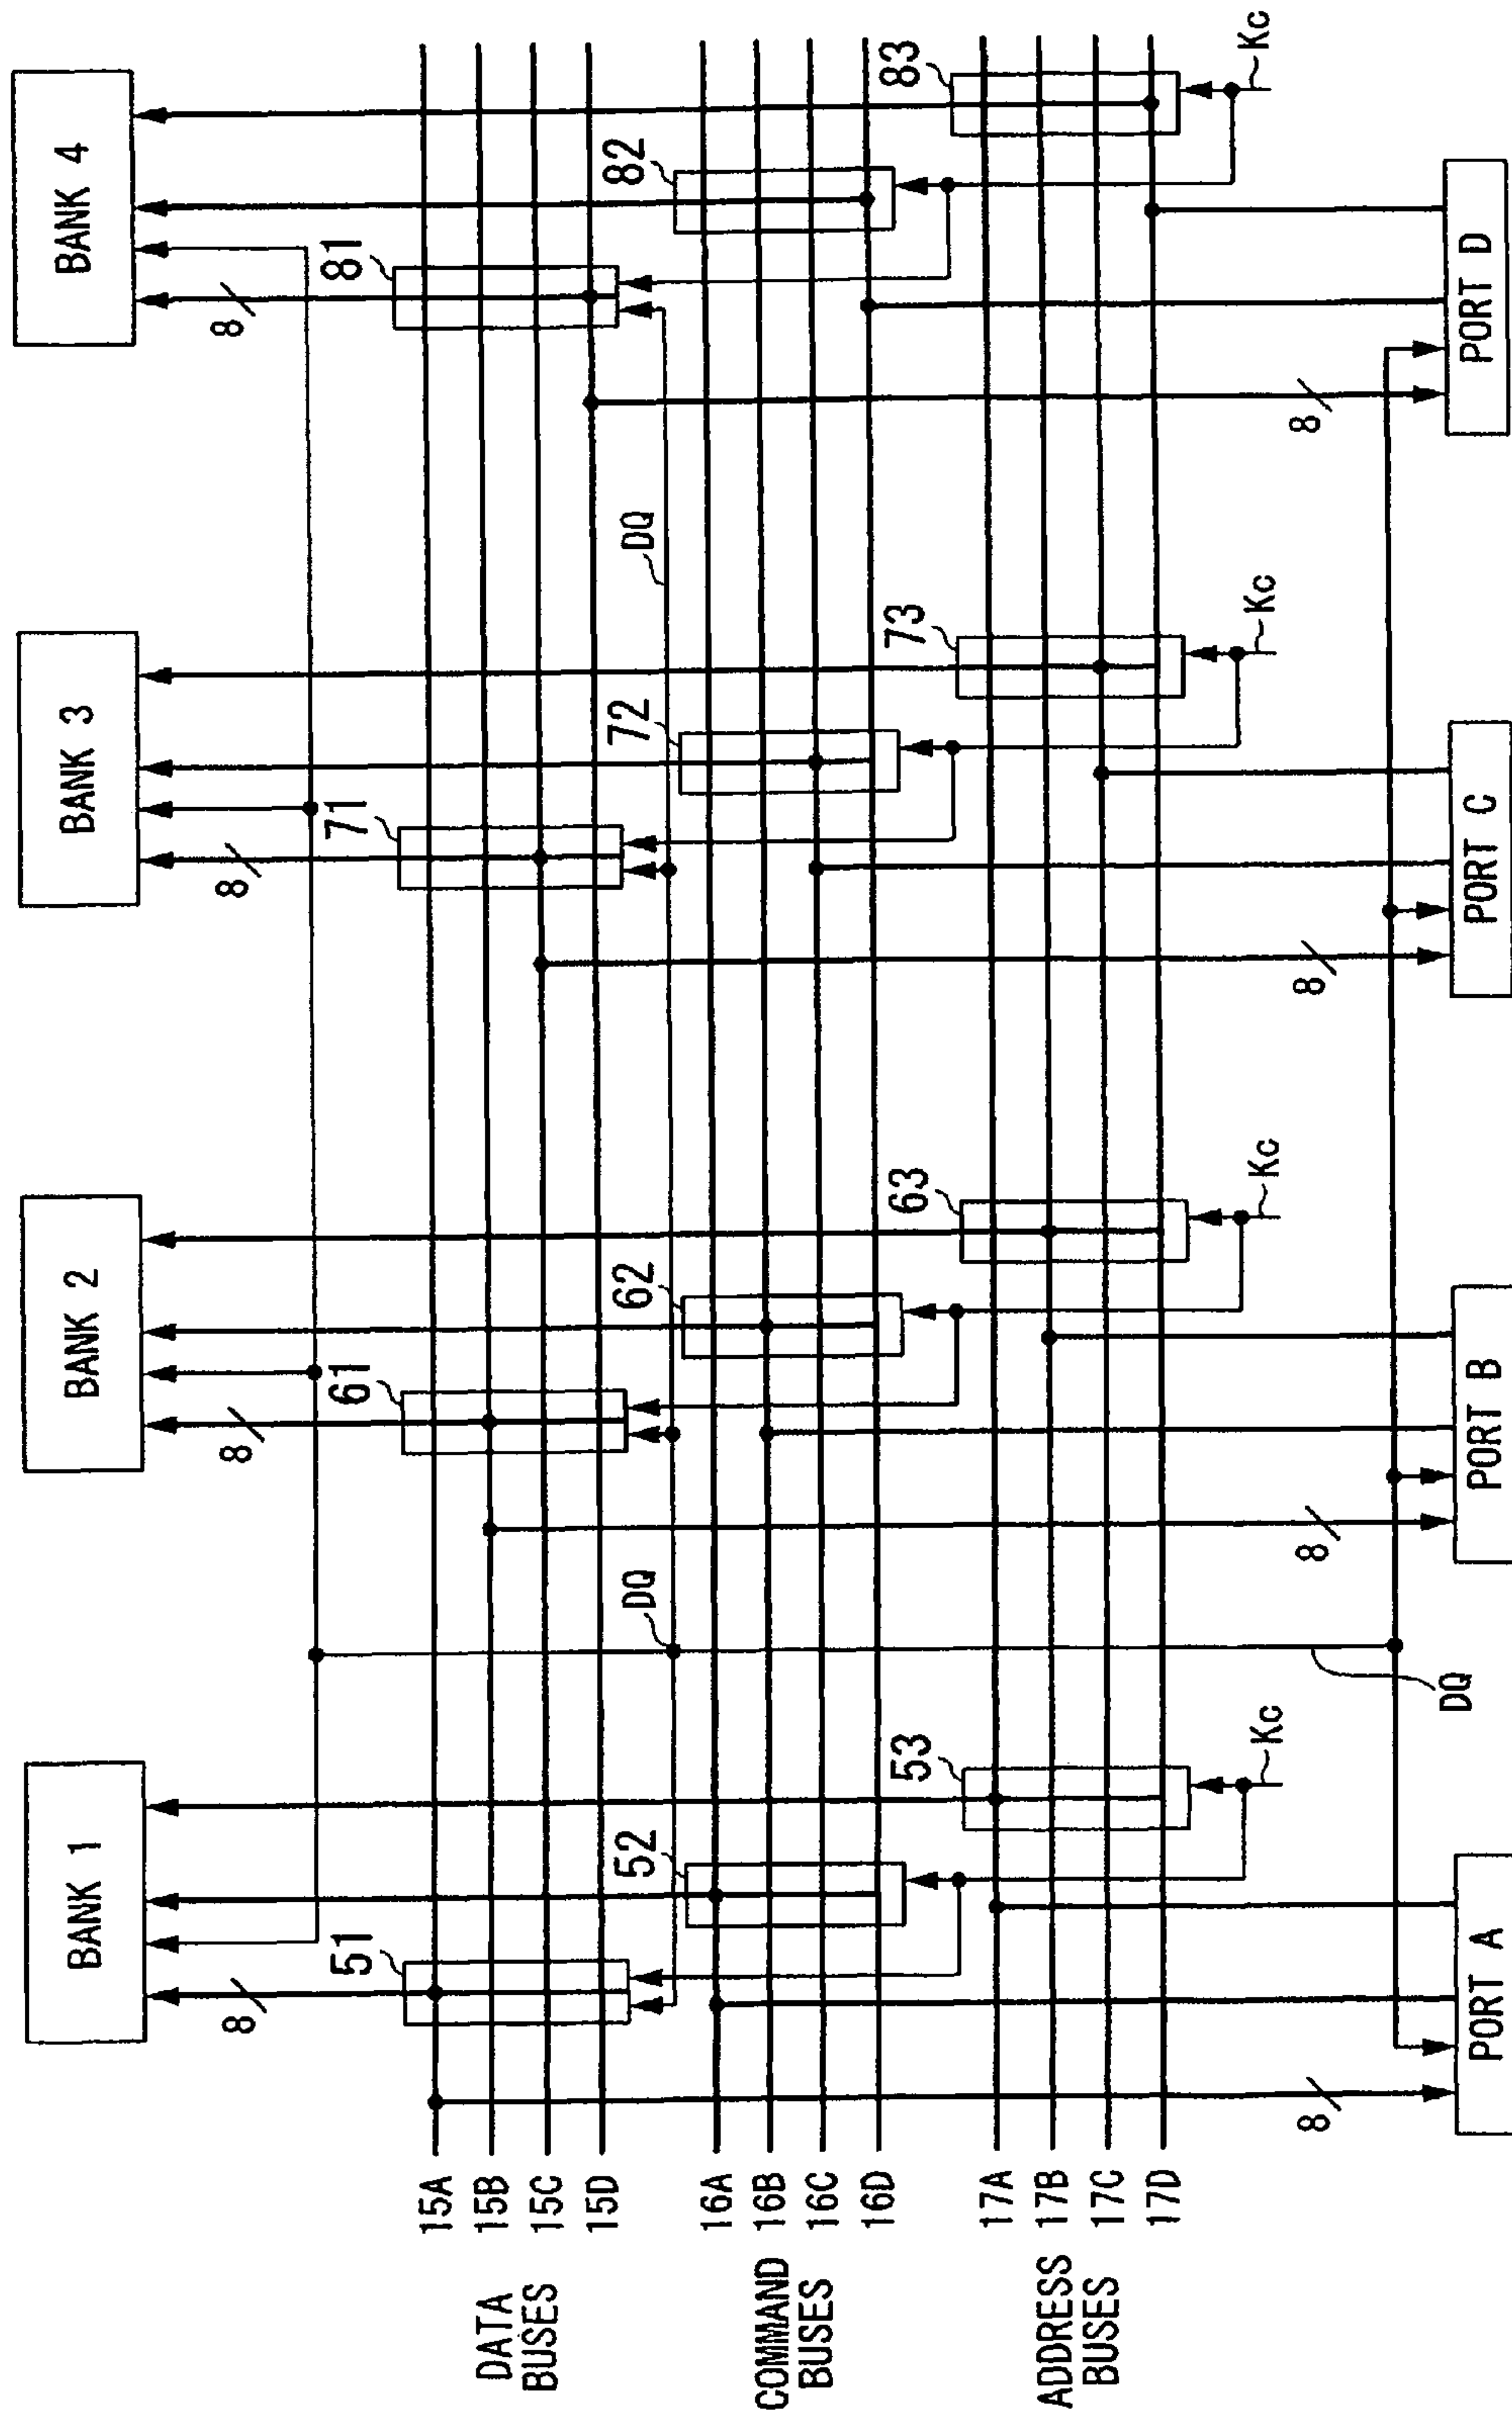 BANK 1
BANK 2
BANK 3
BANK 4
8
8
8
8
51
61
71
81
15A
15B
15C
15D
DATA
BUSES
DQ
DQ
52
62
72
82
16A
16B
16C
16D
COMMAND
BUSES
53
63
73
83
17A
17B
17C
17D
ADDRESS
BUSES
Kc
Kc
Kc
Kc
8
8
8
8
DQ
PORT A
PORT B
PORT C
PORT D